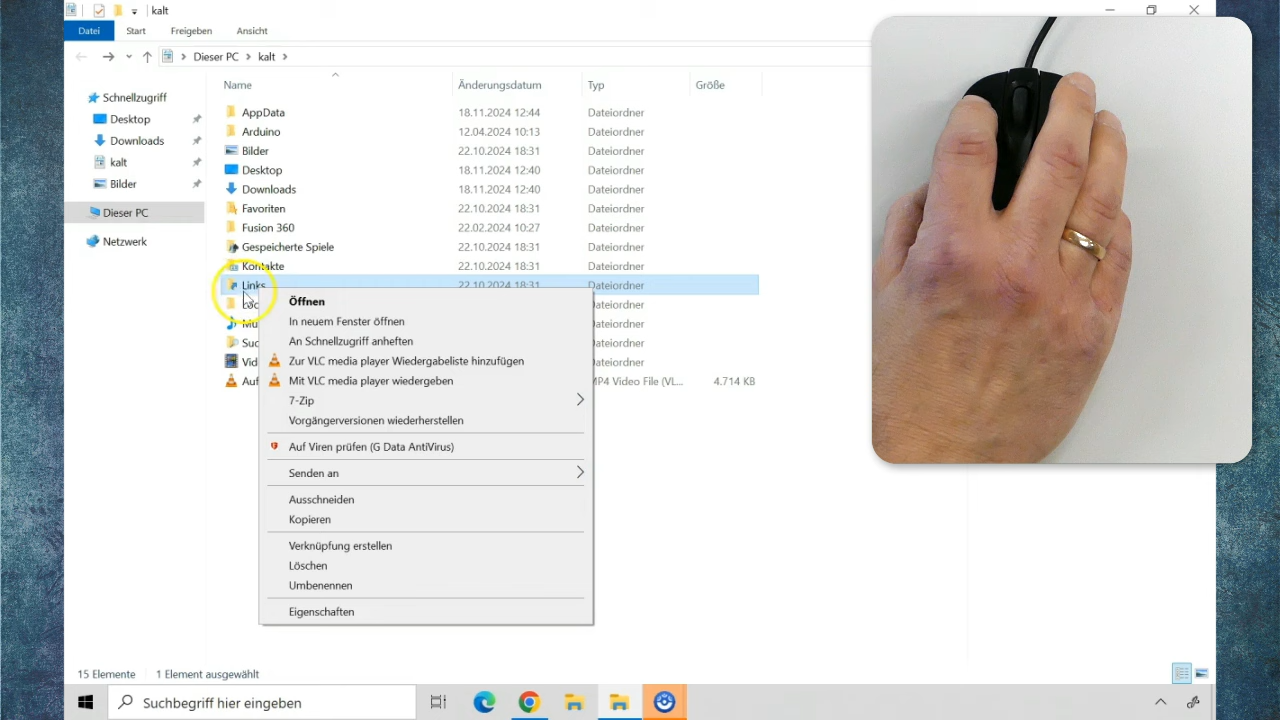 kalt
Datei Start Freigeben Ansicht
Dieser PC kalt
Name Änderungsdatum Typ Größe
Schnellzugriff
Desktop
Downloads
kalt
Bilder
Dieser PC
Netzwerk
AppData 18.11.2024 12:44 Dateiordner
Arduino 12.04.2024 10:13 Dateiordner
Bilder 22.10.2024 18:31 Dateiordner
Desktop 18.11.2024 12:40 Dateiordner
Downloads 18.11.2024 12:40 Dateiordner
Favoriten 22.10.2024 18:31 Dateiordner
Fusion 360 22.02.2024 10:27 Dateiordner
Gespeicherte Spiele 22.10.2024 18:31 Dateiordner
Kontakte 22.10.2024 18:31 Dateiordner
Links 22.10.2024 18:31 Dateiordner
Dateiordner
Mu Dateiordner
Suc Dateiordner
Vid Dateiordner
Auf MP4 Video File (VL... 4.714 KB
Öffnen
In neuem Fenster öffnen
An Schnellzugriff anheften
Zur VLC media player Wiedergabeliste hinzufügen
Mit VLC media player wiedergeben
7-Zip
Vorgängerversionen wiederherstellen
Auf Viren prüfen (G Data AntiVirus)
Senden an
Ausschneiden
Kopieren
Verknüpfung erstellen
Löschen
Umbenennen
Eigenschaften
15 Elemente 1 Element ausgewählt
Suchbegriff hier eingeben